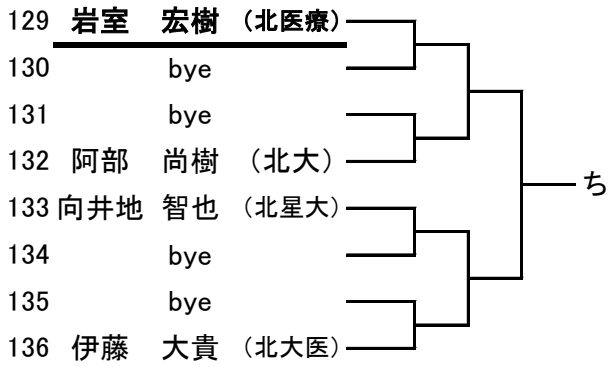 129 岩室 宏樹 (北医療)
130 bye
131 bye
132 阿部 尚樹 (北大)
133 向井地 智也 (北星大)
134 bye
135 bye
136 伊藤 大貴 (北大医)
ち